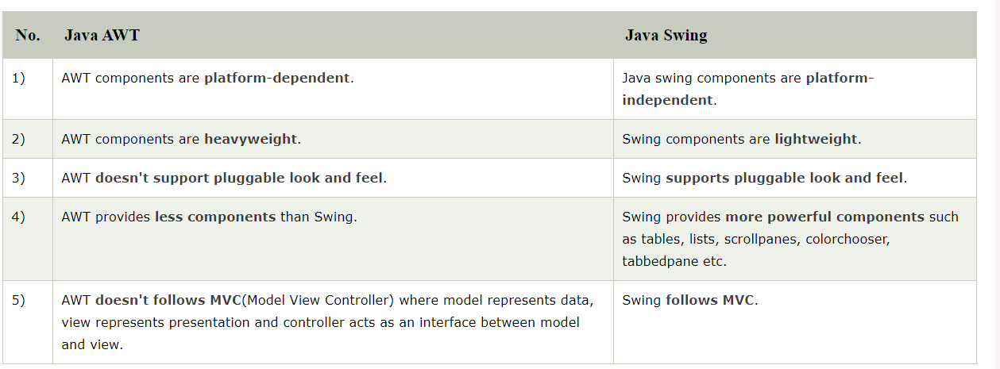 No. Java AWT Java Swing
1) AWT components are platform-dependent. Java swing components are platform-
independent.
2) AWT components are heavyweight. Swing components are lightweight.
3) AWT doesn't support pluggable look and feel. Swing supports pluggable look and feel.
4) AWT provides less components than Swing. Swing provides more powerful components such
as tables, lists, scrollpanes, colorchooser,
tabbedpane etc.
5) AWT doesn't follows MVC(Model View Controller) where model represents data,
view represents presentation and controller acts as an interface between model
and view.
Swing follows MVC.